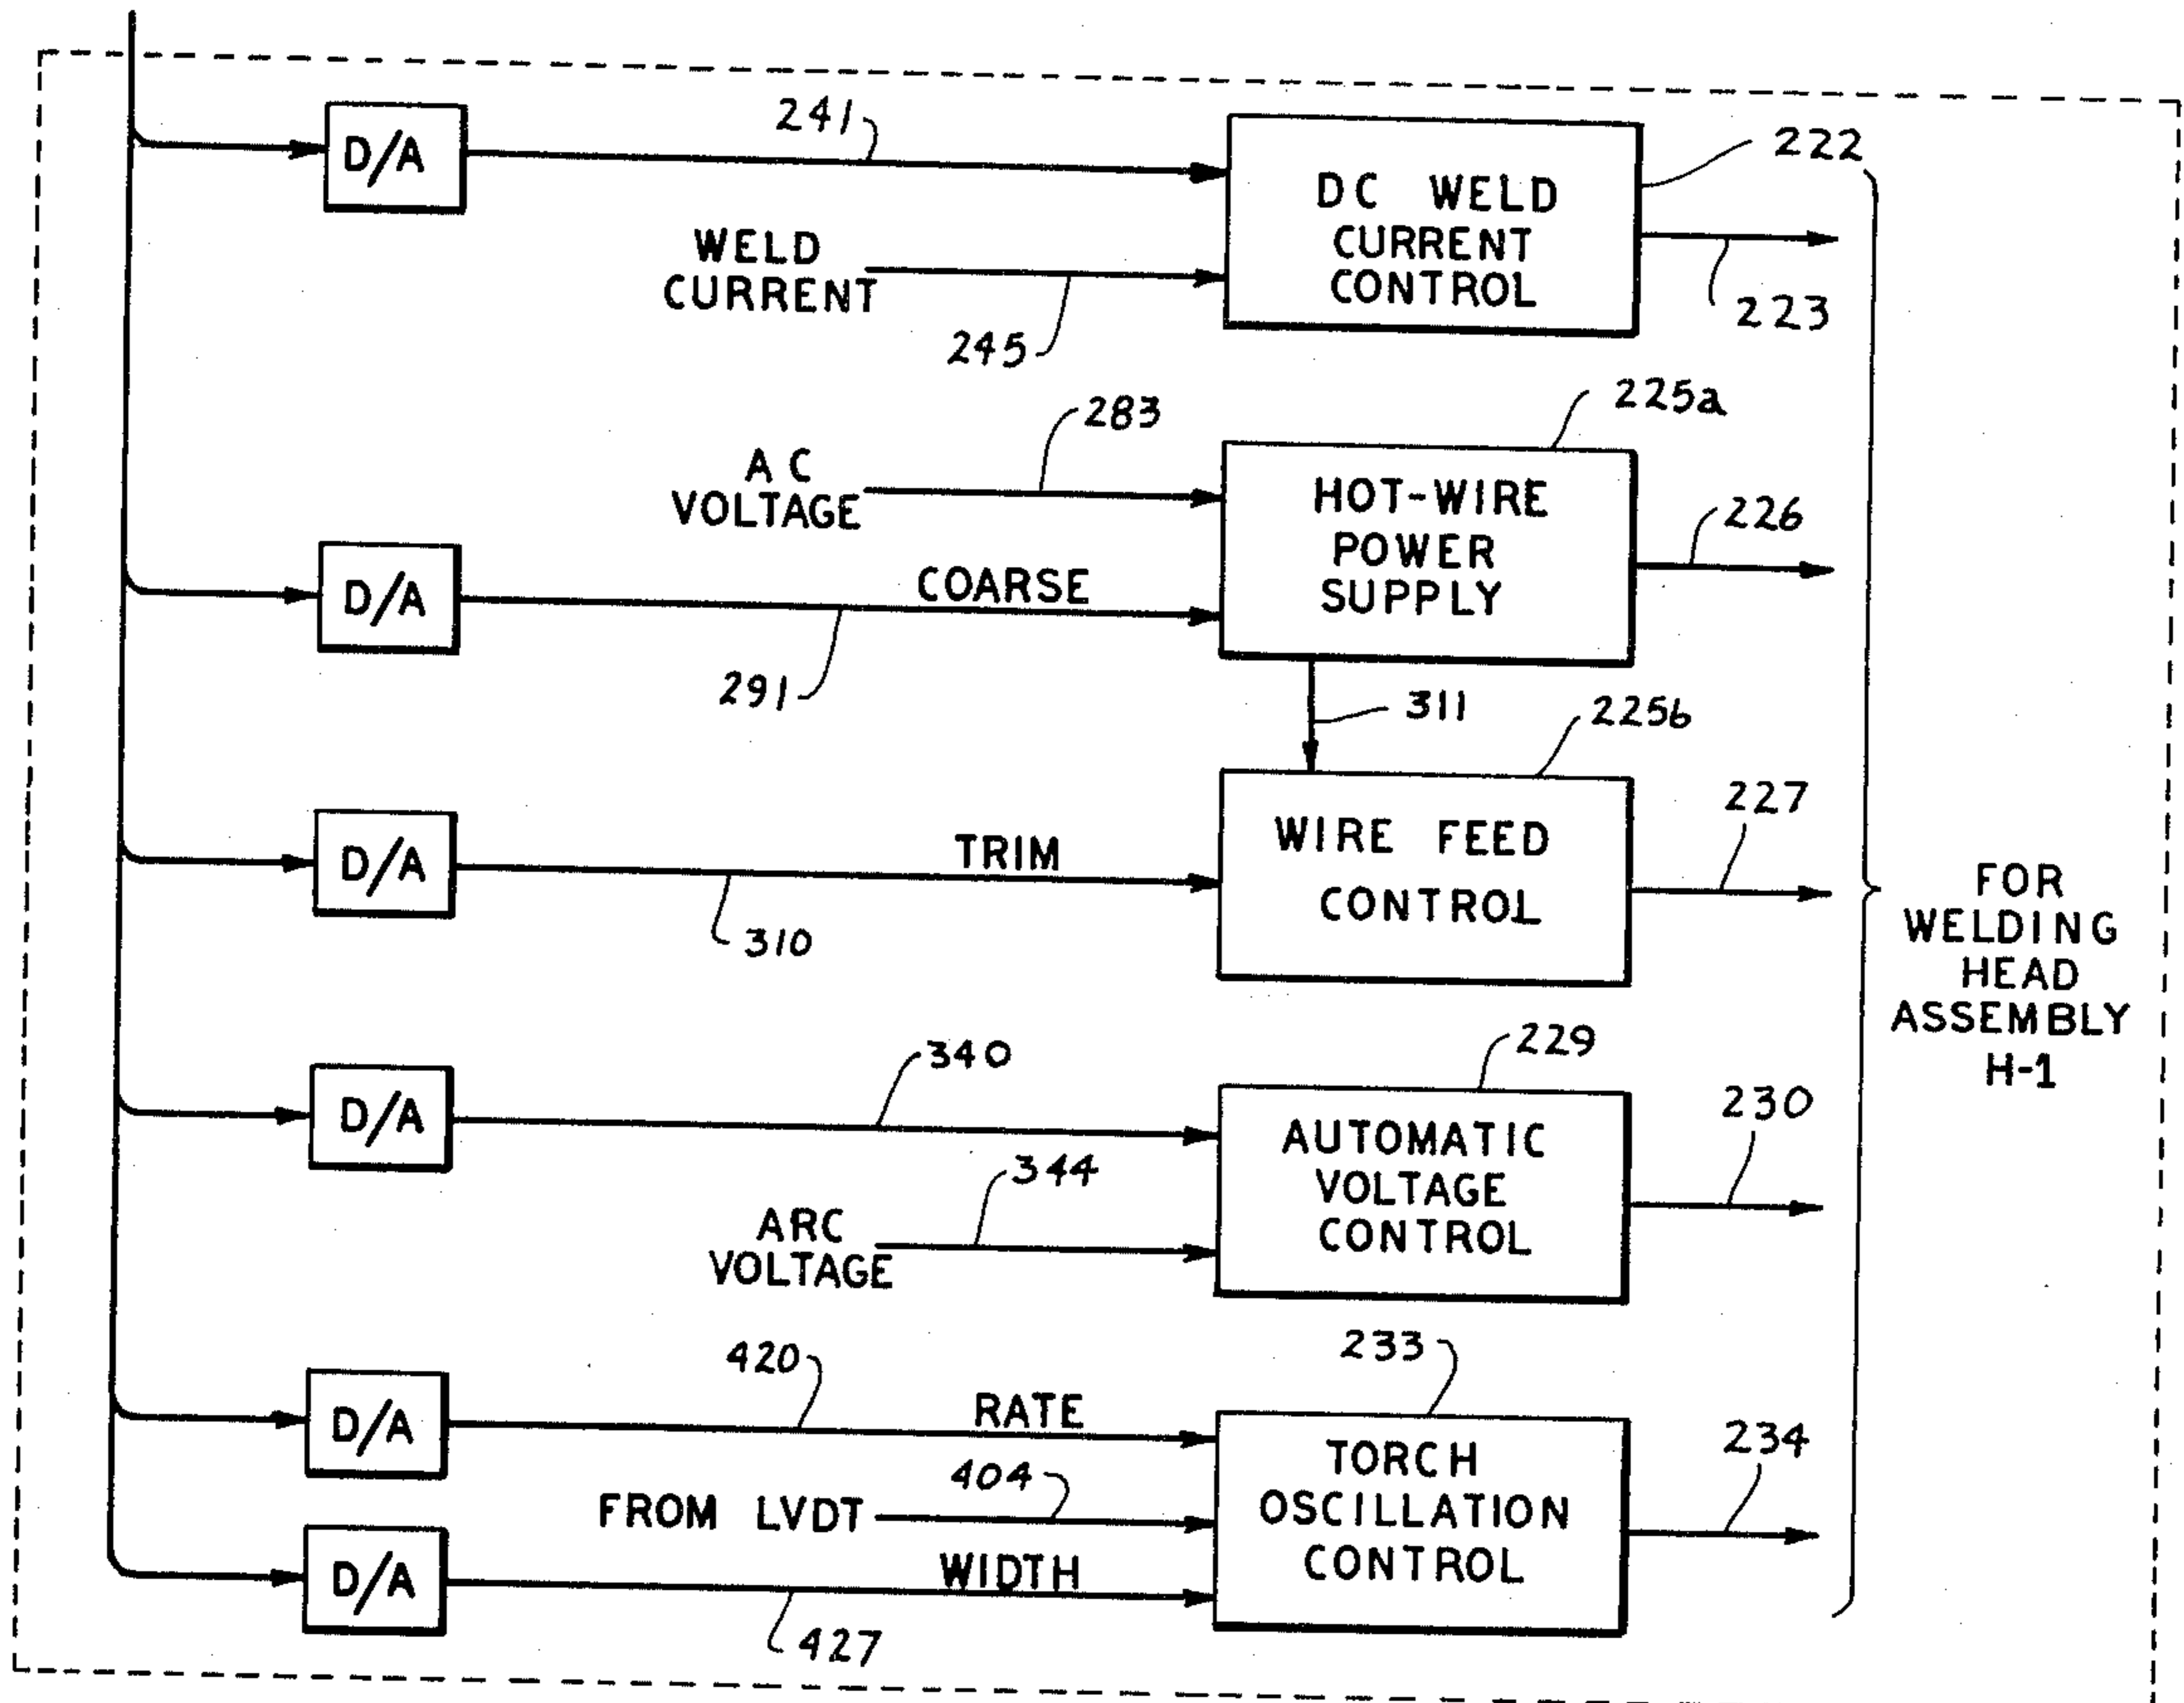 D/A
241
WELD
CURRENT
245
DC WELD
CURRENT
CONTROL
222
223
AC
VOLTAGE
283
D/A
COARSE
291
HOT-WIRE
POWER
SUPPLY
225a
226
311
D/A
TRIM
310
WIRE FEED
CONTROL
225b
227
D/A
340
ARC
VOLTAGE
344
AUTOMATIC
VOLTAGE
CONTROL
229
230
D/A
420
RATE
FROM LVDT
404
D/A
WIDTH
427
TORCH
OSCILLATION
CONTROL
233
234
FOR
WELDING
HEAD
ASSEMBLY
H-1